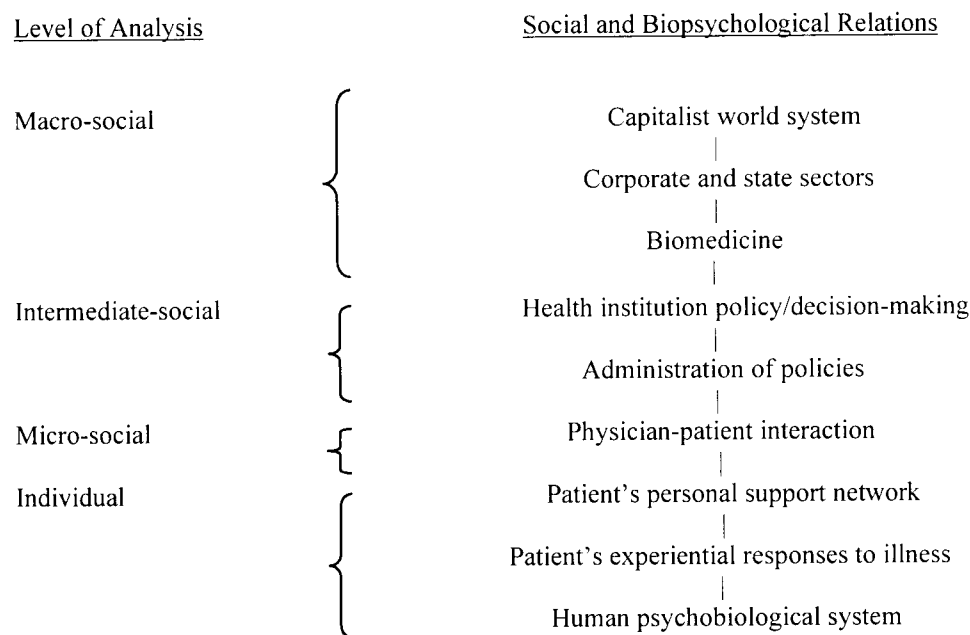 Level of Analysis Social and Biopsychological Relations
Macro-social Capitalist world system
Corporate and state sectors
Biomedicine
Intermediate-social Health institution policy/decision-making
Administration of policies
Micro-social Physician-patient interaction
Individual Patient's personal support network
Patient's experiential responses to illness
Human psychobiological system